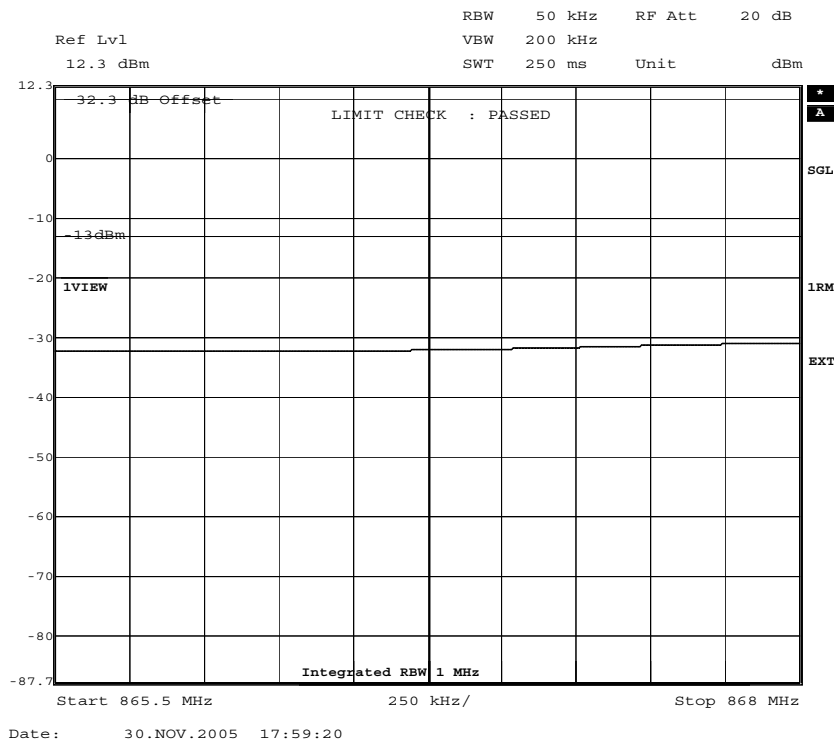 RBW 50 kHz RF Att 20 dB
Ref Lvl VBW 200 kHz
12.3 dBm SWT 250 ms Unit dBm
12.3
32.3 dB Offset
*
LIMIT CHECK : PASSED
A
0
SGL
-10
-13dBm
-20
1VIEW
1RM
-30
EXT
-40
-50
-60
-70
-80
Integrated RBW 1 MHz
-87.7
Start 865.5 MHz 250 kHz/ Stop 868 MHz
Date: 30.NOV.2005 17:59:20